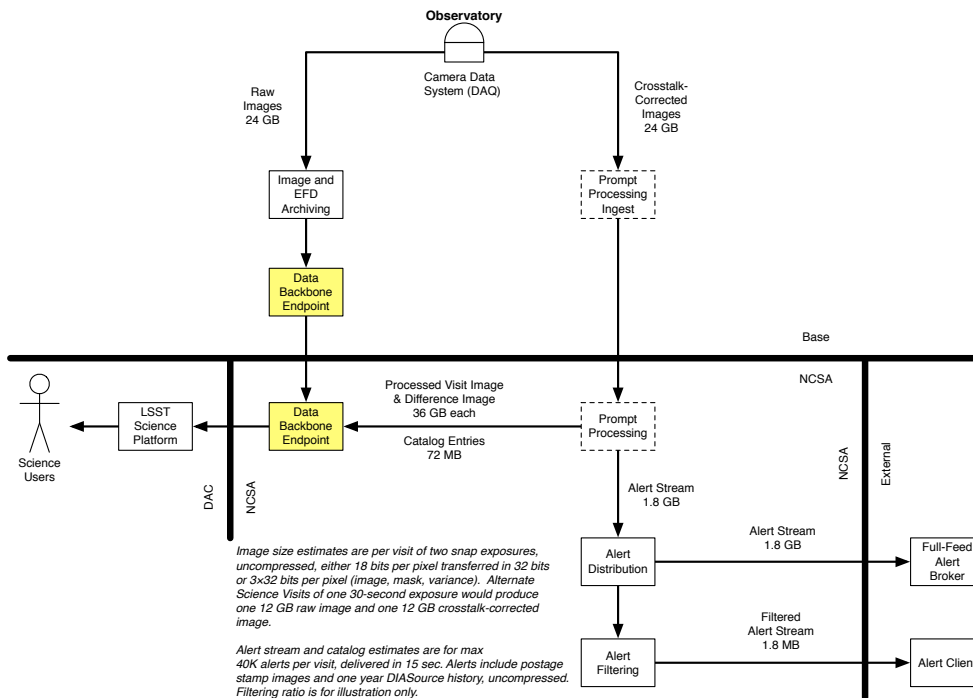 Observatory
Camera Data
System (DAQ)
Raw
Images
24 GB
Crosstalk-
Corrected
Images
24 GB
Image and
EFD
Archiving
Prompt
Processing
Ingest
Data
Backbone
Endpoint
Base
NCSA
Science
Users
LSST
Science
Platform
DAC
NCSA
Data
Backbone
Endpoint
Processed Visit Image
& Difference Image
36 GB each
Catalog Entries
72 MB
Prompt
Processing
NCSA
External
Alert Stream
1.8 GB
Alert
Distribution
Alert Stream
1.8 GB
Full-Feed
Alert
Broker
Alert
Filtering
Filtered
Alert Stream
1.8 MB
Alert Client
Image size estimates are per visit of two snap exposures,
uncompressed, either 18 bits per pixel transferred in 32 bits
or 3×32 bits per pixel (image, mask, variance). Alternate
Science Visits of one 30-second exposure would produce
one 12 GB raw image and one 12 GB crosstalk-corrected
image.
Alert stream and catalog estimates are for max
40K alerts per visit, delivered in 15 sec. Alerts include postage
stamp images and one year DIASource history, uncompressed.
Filtering ratio is for illustration only.